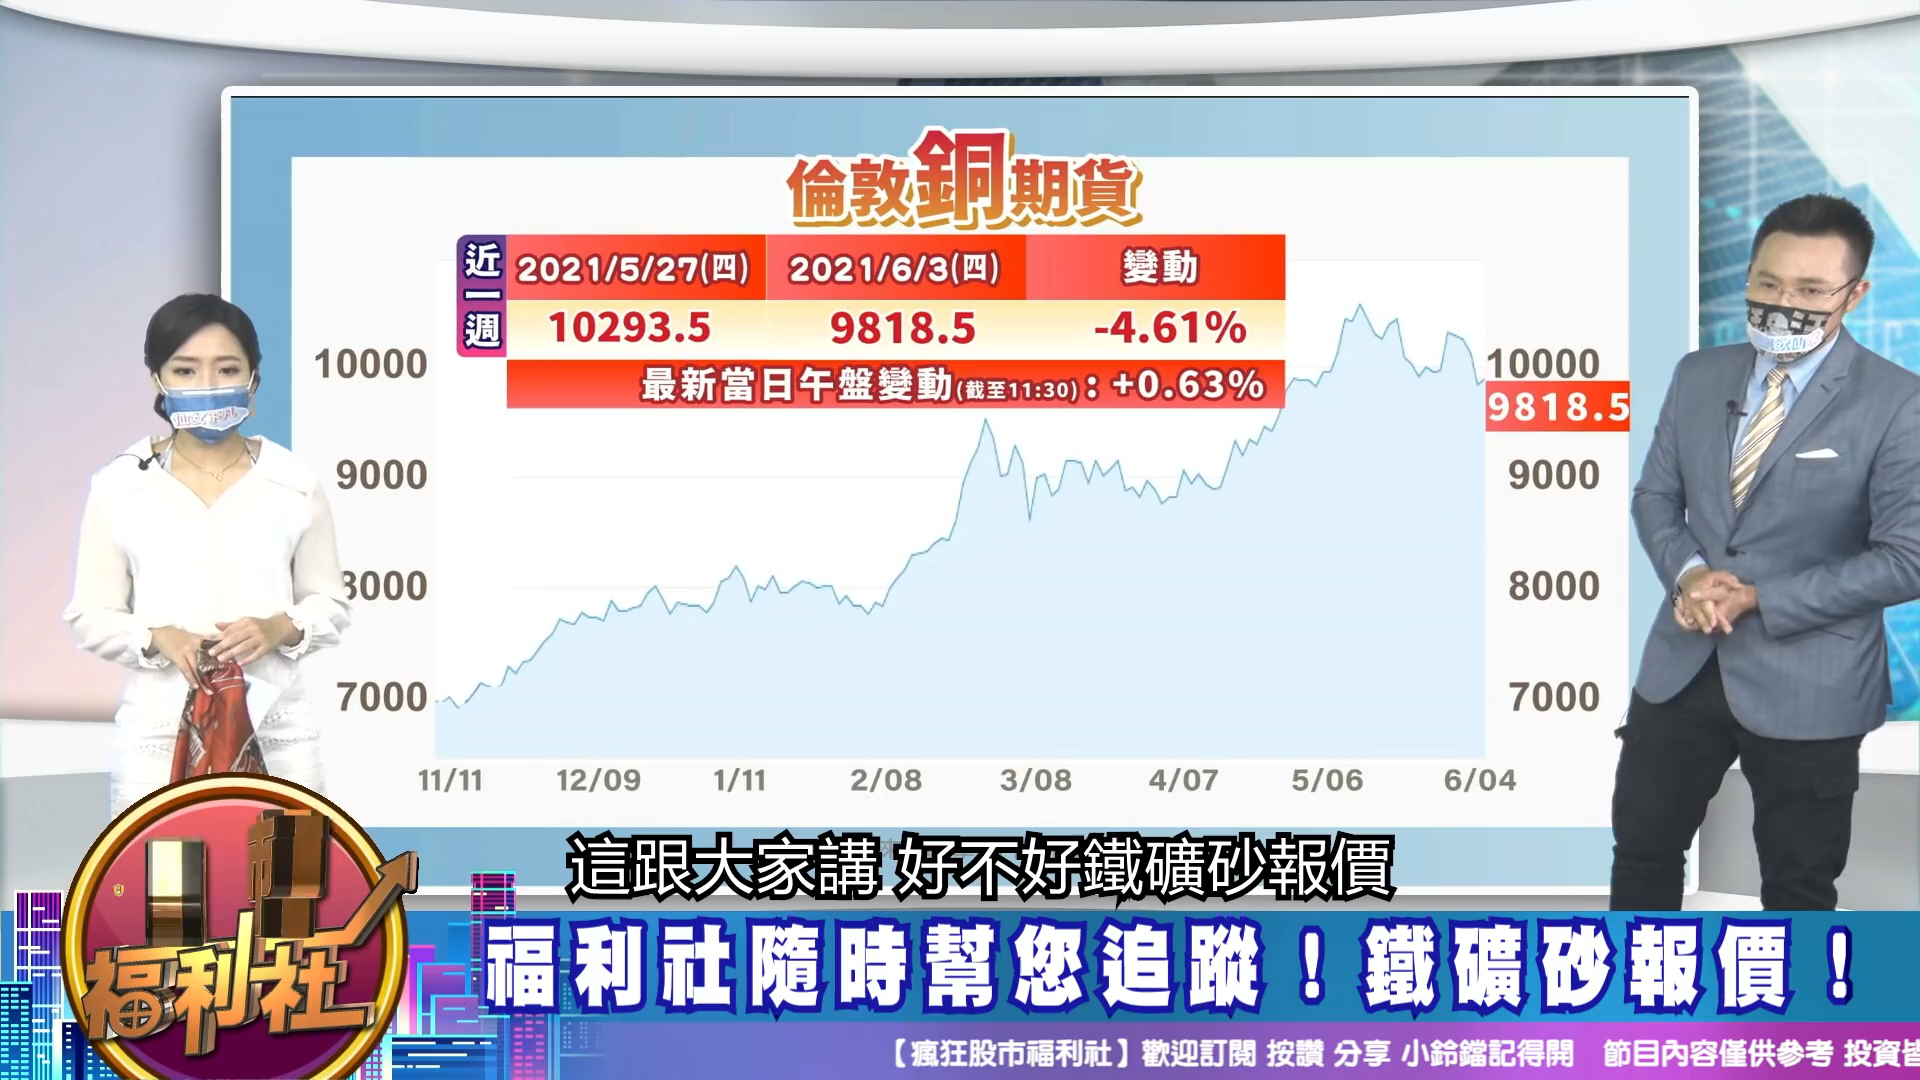 倫敦銅期貨
近一週
2021/5/27(四) 2021/6/3(四) 變動
10293.5 9818.5 -4.61%
最新當日午盤變動(截至11:30)：+0.63%
10000 10000
9818.5
9000 9000
8000 8000
7000 7000
11/11 12/09 1/11 2/08 3/08 4/07 5/06 6/04
這跟大家講 好不好鐵礦砂報價
福利社隨時幫您追蹤！鐵礦砂報價！
福利社
【瘋狂股市福利社】歡迎訂閱 按讚 分享 小鈴鐺記得開 節目內容僅供參考 投資皆